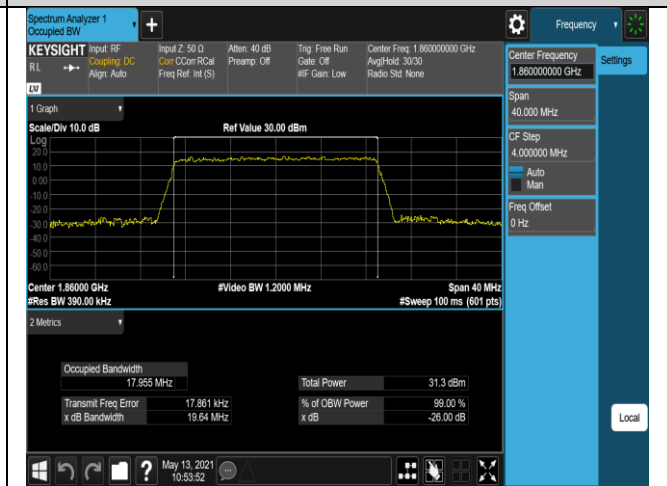 Spectrum Analyzer 1
Occupied BW
+
Frequency
KEYSIGHT
RL
LXI
Input: RF
Coupling: DC
Align: Auto
Input Z: 50 Ω
Corr CCorr RCal
Freq Ref: Int (S)
Atten: 40 dB
Preamp: Off
Trig: Free Run
Gate: Off
#IF Gain: Low
Center Freq: 1.860000000 GHz
Avg|Hold: 30/30
Radio Std: None
Center Frequency
1.860000000 GHz
Settings
Span
40.000 MHz
CF Step
4.000000 MHz
Auto
Man
Freq Offset
0 Hz
Local
1 Graph
Scale/Div 10.0 dB
Ref Value 30.00 dBm
Log
20.0
10.0
0.00
-10.0
-20.0
-30.0
-40.0
-50.0
-60.0
Center 1.86000 GHz
#Video BW 1.2000 MHz
Span 40 MHz
#Res BW 390.00 kHz
#Sweep 100 ms (601 pts)
2 Metrics
Occupied Bandwidth
17.955 MHz
Total Power 31.3 dBm
Transmit Freq Error 17.861 kHz
% of OBW Power 99.00 %
x dB Bandwidth 19.64 MHz
x dB -26.00 dB
?
May 13, 2021
10:53:52